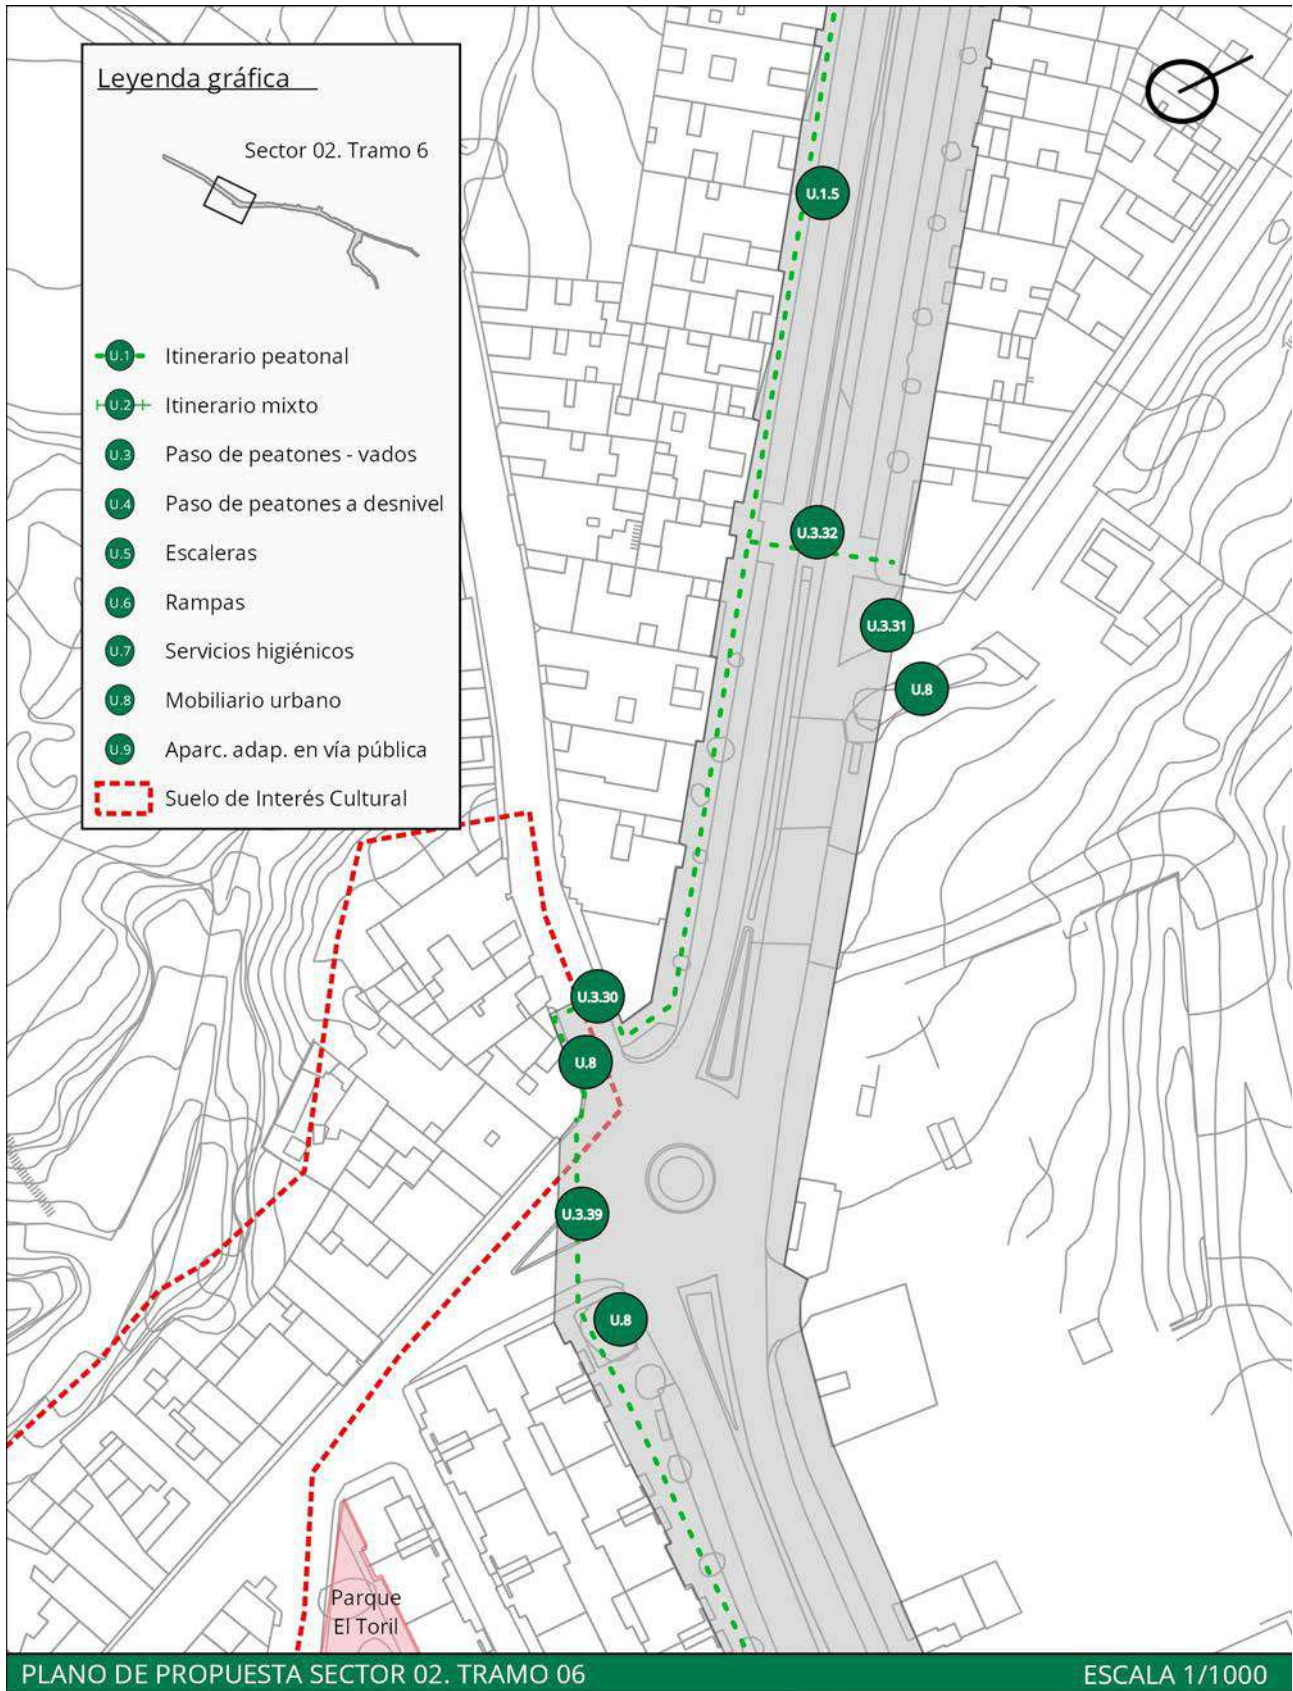 Leyenda gráfica
Sector 02. Tramo 6
U.1 Itinerario peatonal
U.2 Itinerario mixto
U.3 Paso de peatones - vados
U.4 Paso de peatones a desnivel
U.5 Escaleras
U.6 Rampas
U.7 Servicios higiénicos
U.8 Mobiliario urbano
U.9 Aparc. adap. en vía pública
Suelo de Interés Cultural
U.1.5
U.3.32
U.3.31
U.8
U.3.30
U.8
U.3.39
U.8
Parque
El Toril
PLANO DE PROPUESTA SECTOR 02. TRAMO 06
ESCALA 1/1000